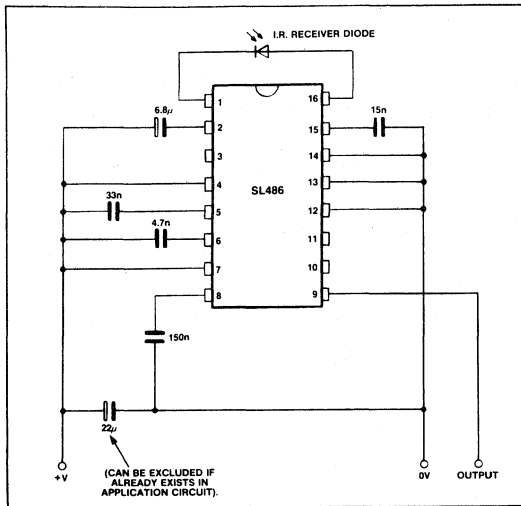 I.R. RECEIVER DIODE
6.8µ
1
16
15n
2
15
3
14
SL486
4
13
33n
5
12
4.7n
6
11
7
10
8
9
150n
22µ
+V
(CAN BE EXCLUDED IF
ALREADY EXISTS IN
APPLICATION CIRCUIT).
0V
OUTPUT